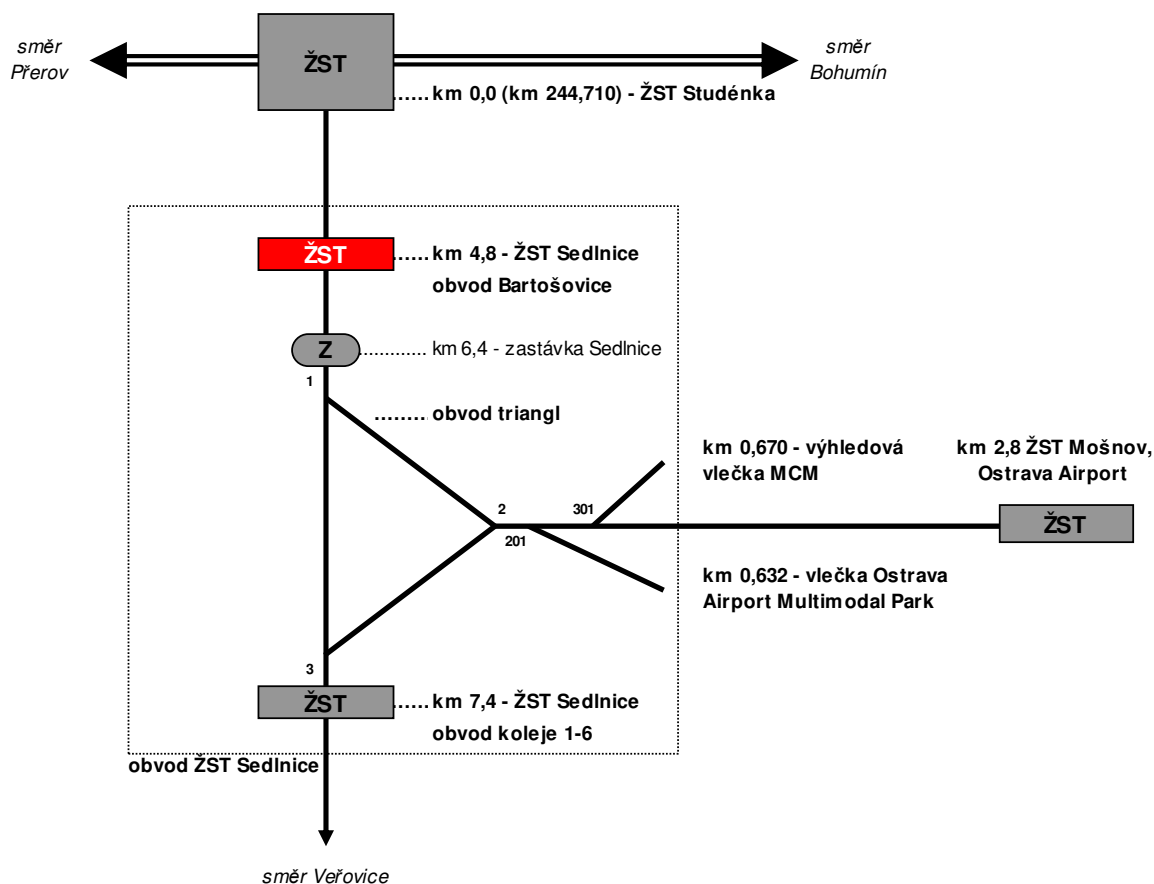 směr
Přerov
ŽST
směr
Bohumín
km 0,0 (km 244,710) - ŽST Studénka
ŽST
km 4,8 - ŽST Sedlnice
obvod Bartošovice
Z
km 6,4 - zastávka Sedlnice
1
obvod triangl
km 0,670 - výhledová
vlečka MCM
km 2,8 ŽST Mošnov,
Ostrava Airport
2
301
201
ŽST
km 0,632 - vlečka Ostrava
Airport Multimodal Park
3
ŽST
km 7,4 - ŽST Sedlnice
obvod koleje 1-6
obvod ŽST Sedlnice
směr Veřovice